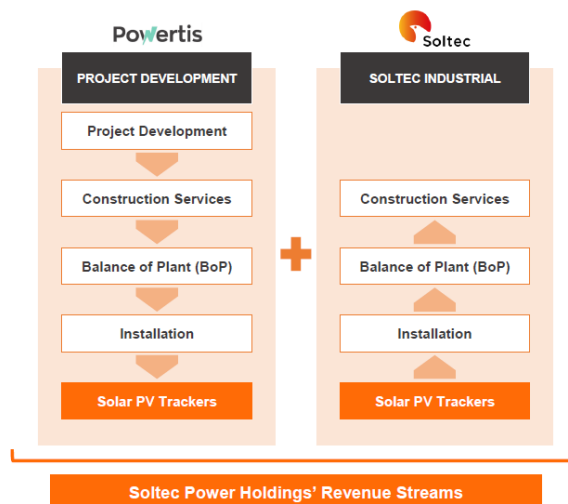 Powertis
Soltec
PROJECT DEVELOPMENT
SOLTEC INDUSTRIAL
Project Development
Construction Services
Balance of Plant (BoP)
Installation
Solar PV Trackers
+
Construction Services
Balance of Plant (BoP)
Installation
Solar PV Trackers
Soltec Power Holdings' Revenue Streams